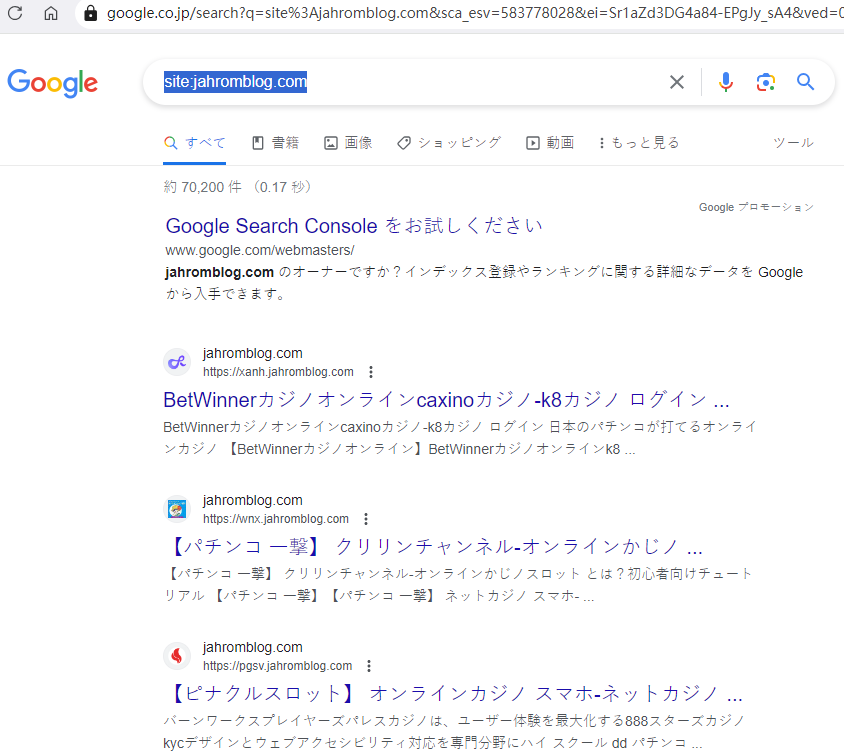 google.co.jp/search?q=site%3Ajahromblog.com&sca_esv=583778028&ei=Sr1aZd3DG4a84-EPgJy_sA4&ved=0
Google
site:jahromblog.com
すべて 書籍 画像 ショッピング 動画 もっと見る ツール
約 70,200 件 （0.17 秒）
Google プロモーション
Google Search Console をお試しください
www.google.com/webmasters/
jahromblog.com のオーナーですか？インデックス登録やランキングに関する詳細なデータを Google
から入手できます。
jahromblog.com
https://xanh.jahromblog.com
BetWinnerカジノオンラインcaxinoカジノ-k8カジノ ログイン ...
BetWinnerカジノオンラインcaxinoカジノ-k8カジノ ログイン 日本のパチンコが打てるオンライ
ンカジノ 【BetWinnerカジノオンライン】BetWinnerカジノオンラインk8 ...
jahromblog.com
https://wnx.jahromblog.com
【パチンコ 一撃】 クリリンチャンネル-オンラインかじノ ...
【パチンコ 一撃】 クリリンチャンネル-オンラインかじノスロット とは？初心者向けチュート
リアル 【パチンコ 一撃】【パチンコ 一撃】 ネットカジノ スマホ- ...
jahromblog.com
https://pgsv.jahromblog.com
【ピナクルスロット】 オンラインカジノ スマホ-ネットカジノ ...
バーンワークスプレイヤーズパレスカジノは、ユーザー体験を最大化する888スターズカジノ
kycデザインとウェブアクセシビリティ対応を専門分野にハイ スクール dd パチンコ ...